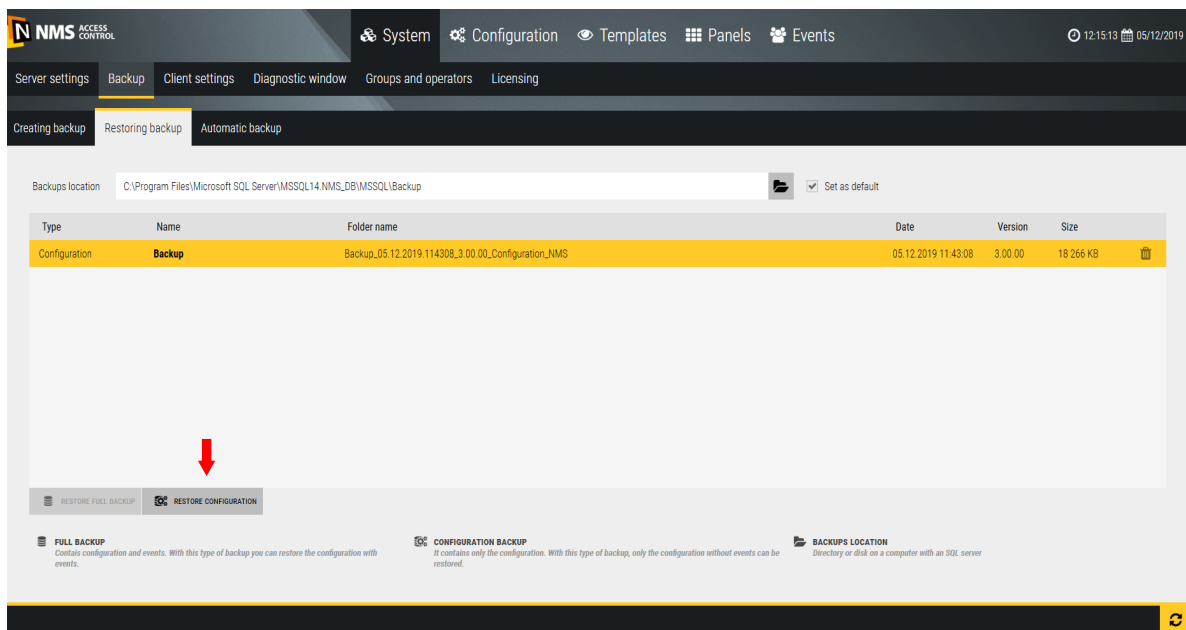 NMS ACCESS CONTROL
System Configuration Templates Panels Events
12:15:13 05/12/2019
Server settings Backup Client settings Diagnostic window Groups and operators Licensing
Creating backup Restoring backup Automatic backup
Backups location C:\Program Files\Microsoft SQL Server\MSSQL14.NMS_DB\MSSQL\Backup Set as default
Type Name Folder name Date Version Size
Configuration Backup Backup_05.12.2019.114308_3.00.00_Configuration_NMS 05.12.2019 11:43:08 3.00.00 18 266 KB
RESTORE FULL BACKUP RESTORE CONFIGURATION
FULL BACKUP
Contais configuration and events. With this type of backup you can restore the configuration with
events.
CONFIGURATION BACKUP
It contains only the configuration. With this type of backup, only the configuration without events can be
restored.
BACKUPS LOCATION
Directory or disk on a computer with an SQL server